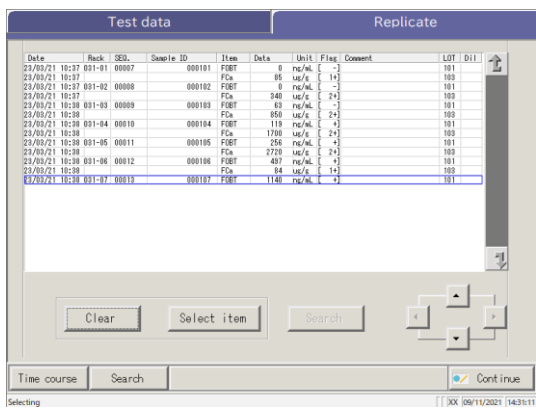 Test data Replicate
Date Rack SEQ. Sample ID Item Data Unit Flag Comment LOT Dil
23/03/21 10:37 031-01 00007 000101 FOBT 0 ng/mL [ -] 101
23/03/21 10:37 FCa 85 ug/g [ 1+] 103
23/03/21 10:37 031-02 00008 000102 FOBT 0 ng/mL [ -] 101
23/03/21 10:37 FCa 340 ug/g [ 2+] 103
23/03/21 10:38 031-03 00009 000103 FOBT 63 ng/mL [ -] 101
23/03/21 10:38 FCa 850 ug/g [ 2+] 103
23/03/21 10:38 031-04 00010 000104 FOBT 119 ng/mL [ +] 101
23/03/21 10:38 FCa 1700 ug/g [ 2+] 103
23/03/21 10:38 031-05 00011 000105 FOBT 256 ng/mL [ +] 101
23/03/21 10:38 FCa 2720 ug/g [ 2+] 103
23/03/21 10:38 031-06 00012 000106 FOBT 497 ng/mL [ +] 101
23/03/21 10:38 FCa 84 ug/g [ 1+] 103
23/03/21 10:38 031-07 00013 000107 FOBT 1140 ng/mL [ +] 101
Clear Select item Search
Time course Search Continue
Selecting XX 09/11/2021 14:31:11